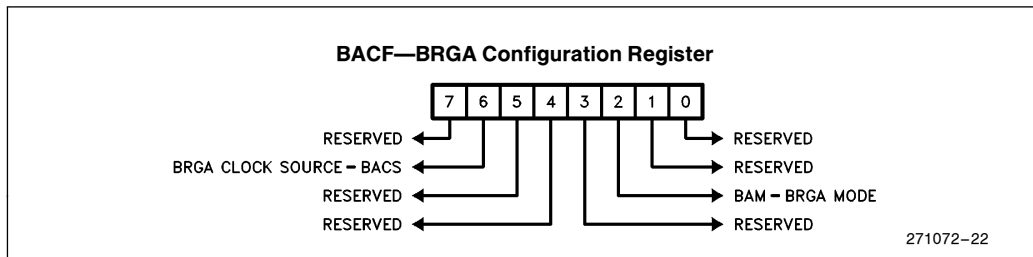 BACF—BRGA Configuration Register
7 6 5 4 3 2 1 0
RESERVED RESERVED
BRGA CLOCK SOURCE – BACS RESERVED
RESERVED BAM – BRGA MODE
RESERVED RESERVED
271072–22